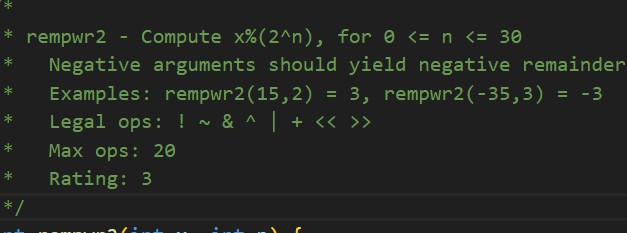 *
* rempwr2 - Compute x%(2^n), for 0 <= n <= 30
*   Negative arguments should yield negative remainder
*   Examples: rempwr2(15,2) = 3, rempwr2(-35,3) = -3
*   Legal ops: ! ~ & ^ | + << >>
*   Max ops: 20
*   Rating: 3
*/
rempwr2(int x, int n) {